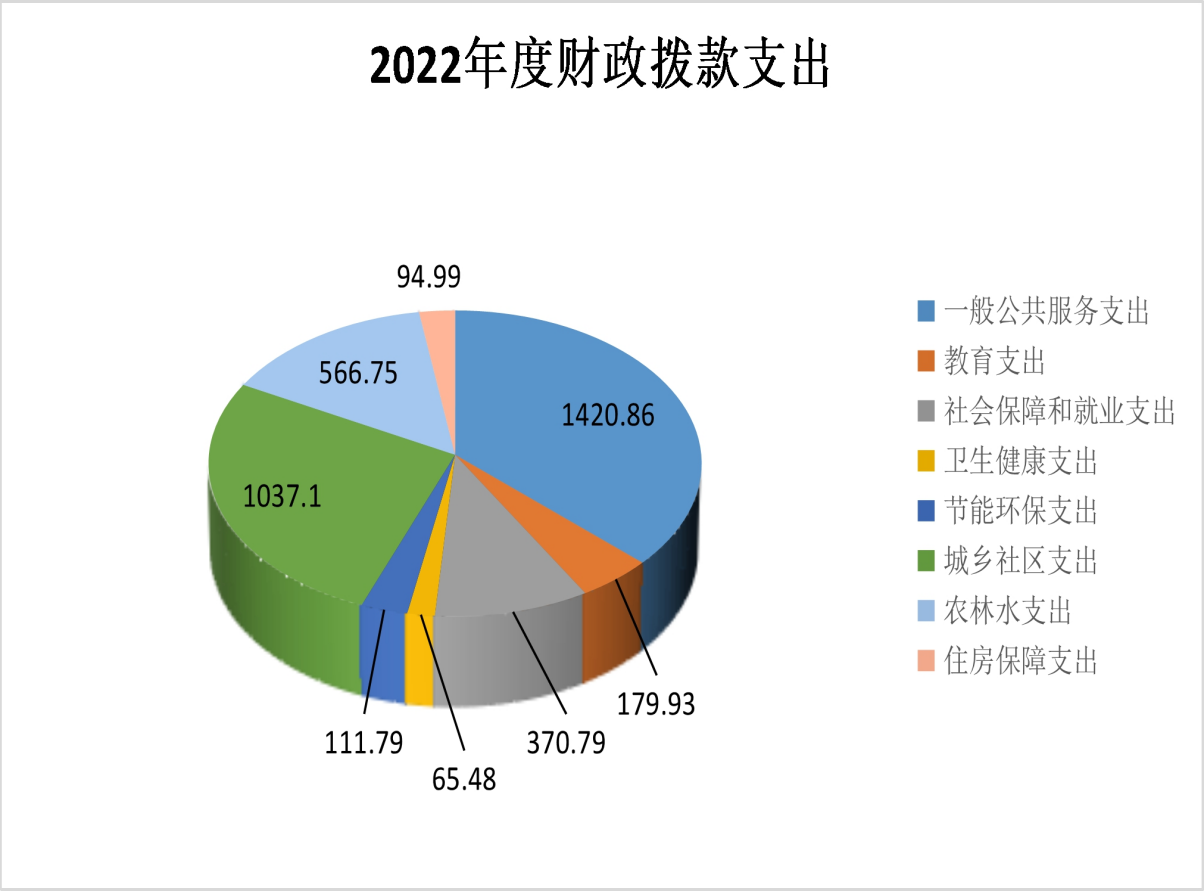 2022年度财政拨款支出
94.99
566.75
1420.86
1037.1
179.93
111.79
370.79
65.48
一般公共服务支出
教育支出
社会保障和就业支出
卫生健康支出
节能环保支出
城乡社区支出
农林水支出
住房保障支出